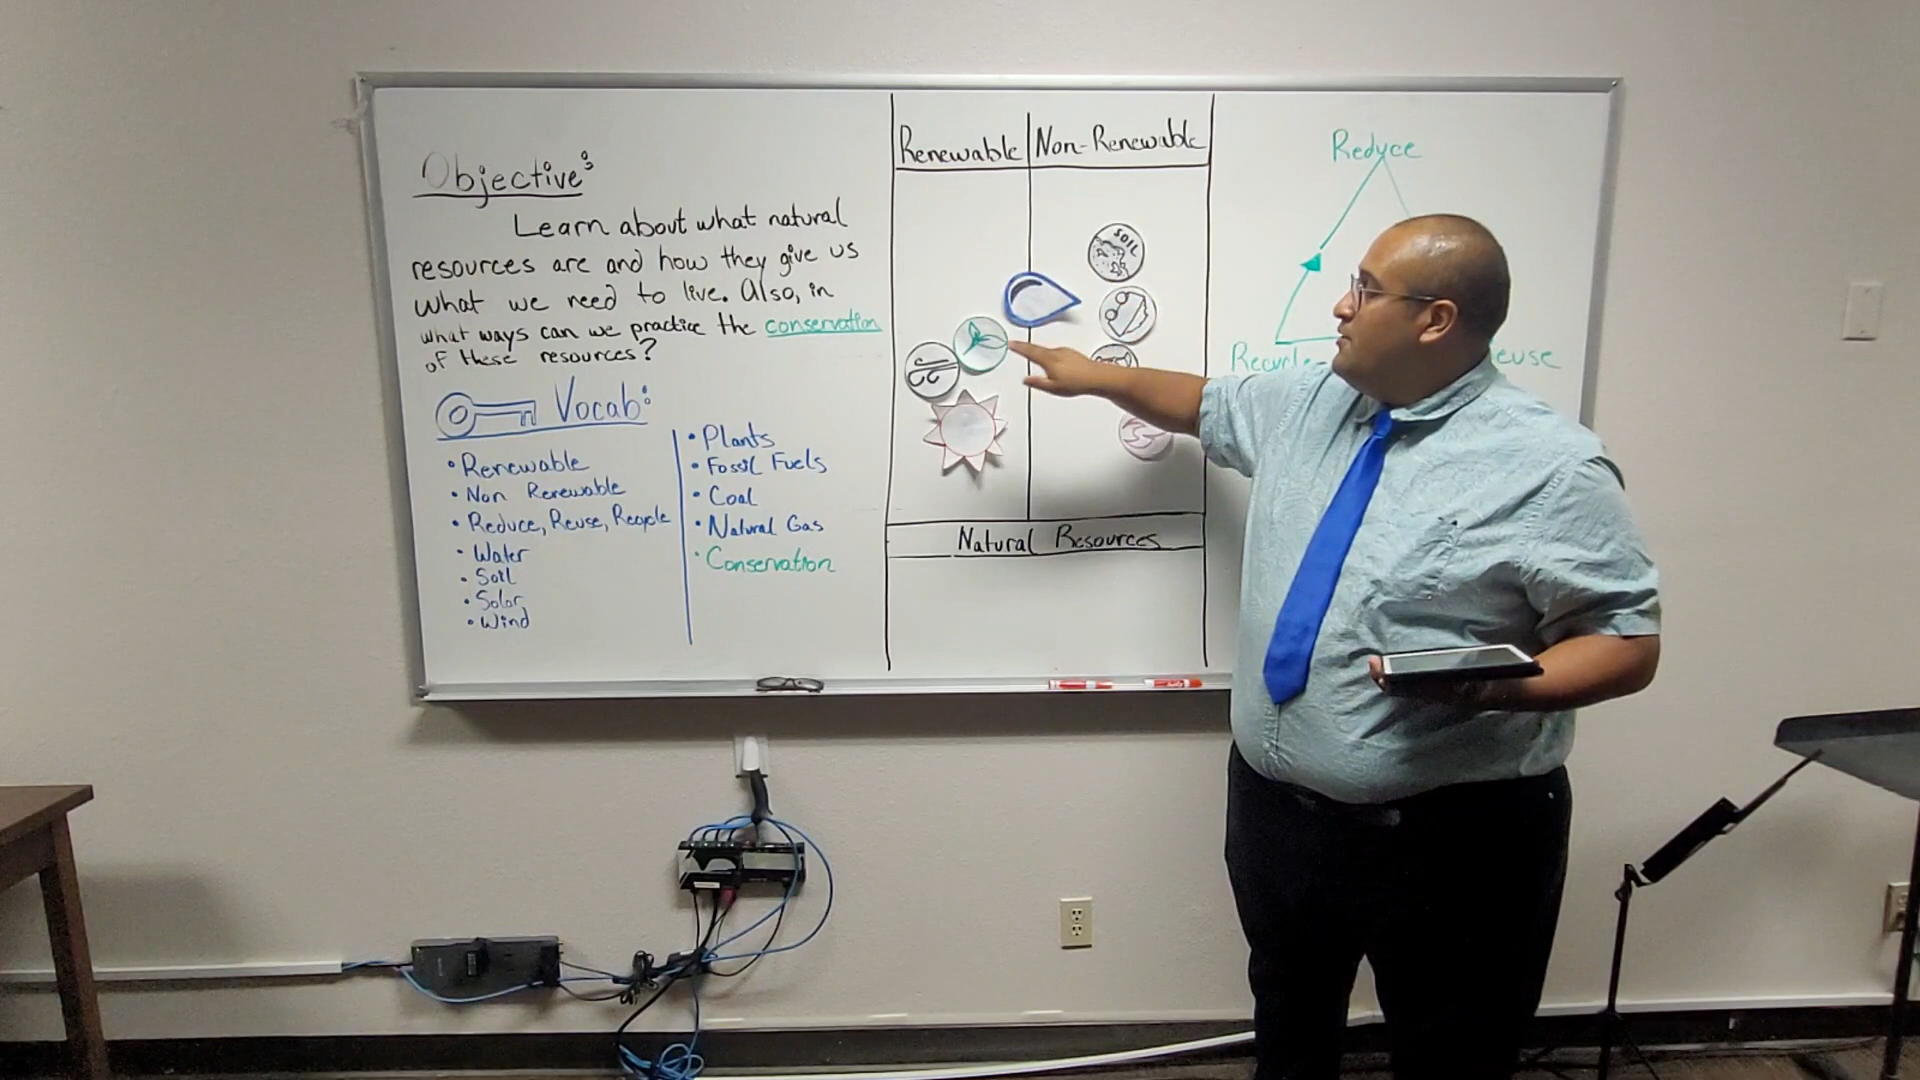 Objective:
Learn about what natural
resources are and how they give us
what we need to live. Also, in
what ways can we practice the conservation
of these resources?
Vocab:
• Renewable
• Non Renewable
• Reduce, Reuse, Recycle
• Water
• Soil
• Solar
• Wind
• Plants
• Fossil Fuels
• Coal
• Natural Gas
• Conservation
Renewable
Non-Renewable
SOIL
Natural Resources
Reduce
euse